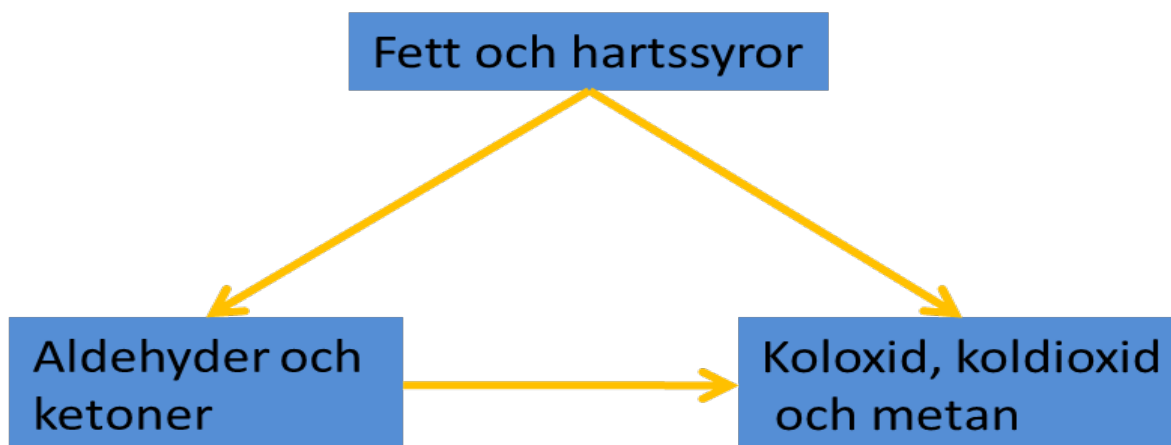 Fett och hartssyror
Aldehyder och
ketoner
Koloxid, koldioxid
och metan